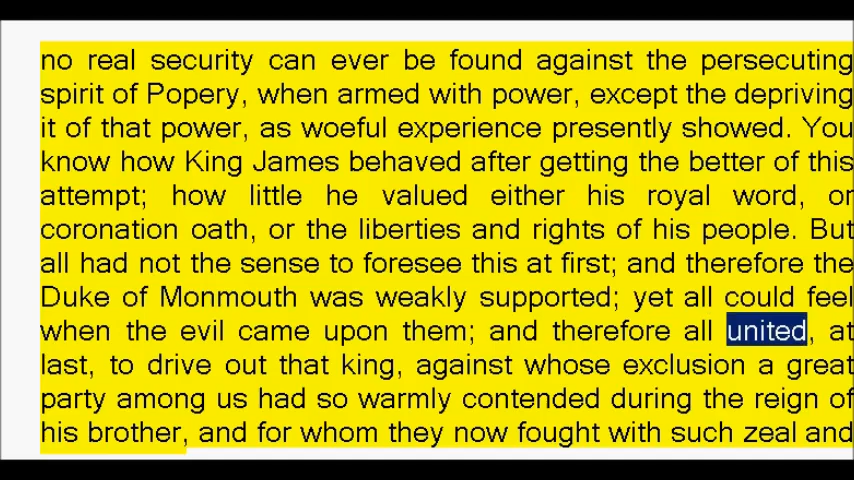 no real security can ever be found against the persecuting
spirit of Popery, when armed with power, except the depriving
it of that power, as woeful experience presently showed. You
know how King James behaved after getting the better of this
attempt; how little he valued either his royal word, or
coronation oath, or the liberties and rights of his people. But
all had not the sense to foresee this at first; and therefore the
Duke of Monmouth was weakly supported; yet all could feel
when the evil came upon them; and therefore all united, at
last, to drive out that king, against whose exclusion a great
party among us had so warmly contended during the reign of
his brother, and for whom they now fought with such zeal and